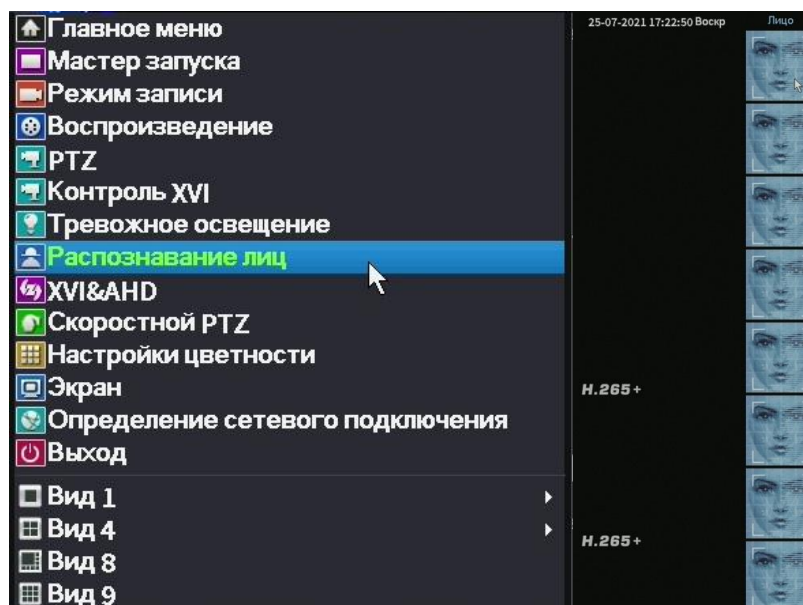 Главное меню
Мастер запуска
Режим записи
Воспроизведение
PTZ
Контроль XVI
Тревожное освещение
Распознавание лиц
XVI&AHD
Скоростной PTZ
Настройки цветности
Экран
Определение сетевого подключения
Выход
Вид 1
Вид 4
Вид 8
Вид 9
25-07-2021 17:22:50 Воскр
Лицо
H.265+
H.265+